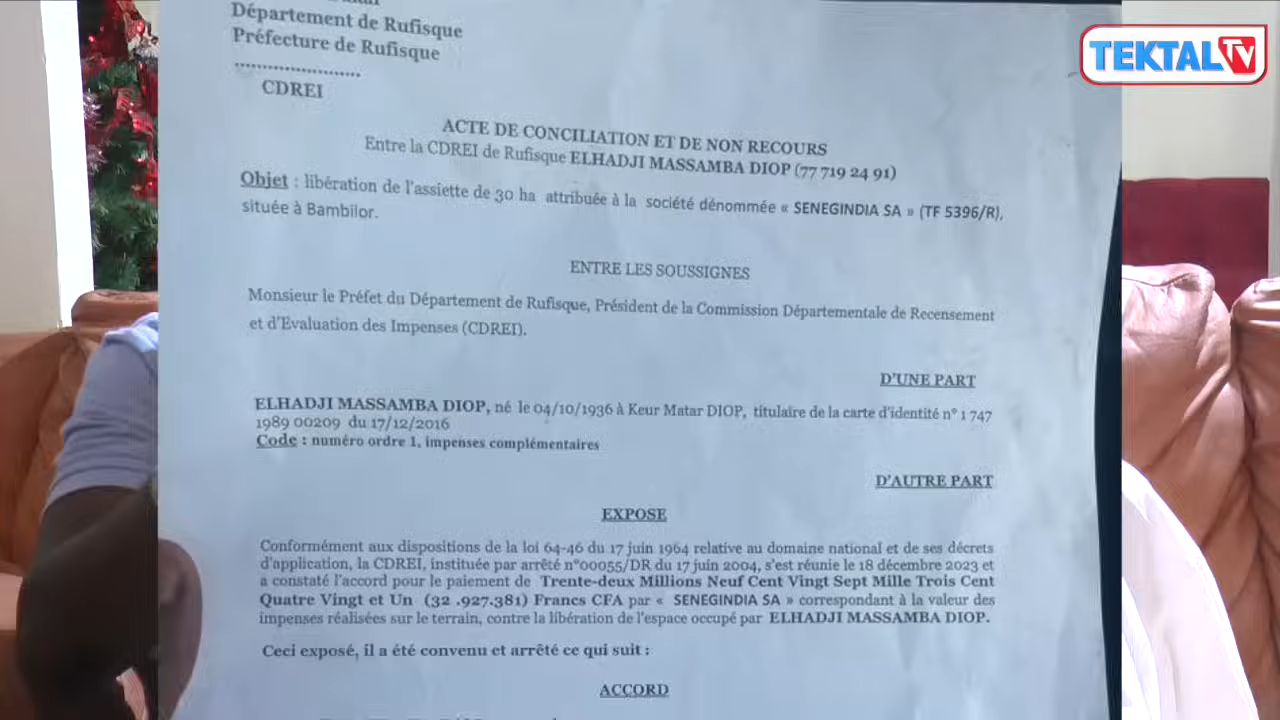 Département de Rufisque
Préfecture de Rufisque
........................
CDREI
ACTE DE CONCILIATION ET DE NON RECOURS
Entre la CDREI de Rufisque ELHADJI MASSAMBA DIOP (77 719 24 91)
Objet : libération de l'assiette de 30 ha attribuée à la société dénommée « SENEGINDIA SA » (TF 5396/R),
située à Bambilor.
ENTRE LES SOUSSIGNES
Monsieur le Préfet du Département de Rufisque, Président de la Commission Départementale de Recensement
et d'Evaluation des Impenses (CDREI).
D'UNE PART
ELHADJI MASSAMBA DIOP, né le 04/10/1936 à Keur Matar DIOP, titulaire de la carte d'identité n° 1 747
1989 00209 du 17/12/2016
Code : numéro ordre 1, impenses complémentaires
D'AUTRE PART
EXPOSE
Conformément aux dispositions de la loi 64-46 du 17 juin 1964 relative au domaine national et de ses décrets
d'application, la CDREI, instituée par arrêté n°00055/DR du 17 juin 2004, s'est réunie le 18 décembre 2023 et
a constaté l'accord pour le paiement de Trente-deux Millions Neuf Cent Vingt Sept Mille Trois Cent
Quatre Vingt et Un (32 .927.381) Francs CFA par « SENEGINDIA SA » correspondant à la valeur des
impenses réalisées sur le terrain, contre la libération de l'espace occupé par ELHADJI MASSAMBA DIOP.
Ceci exposé, il a été convenu et arrêté ce qui suit :
ACCORD
TEKTAL TV